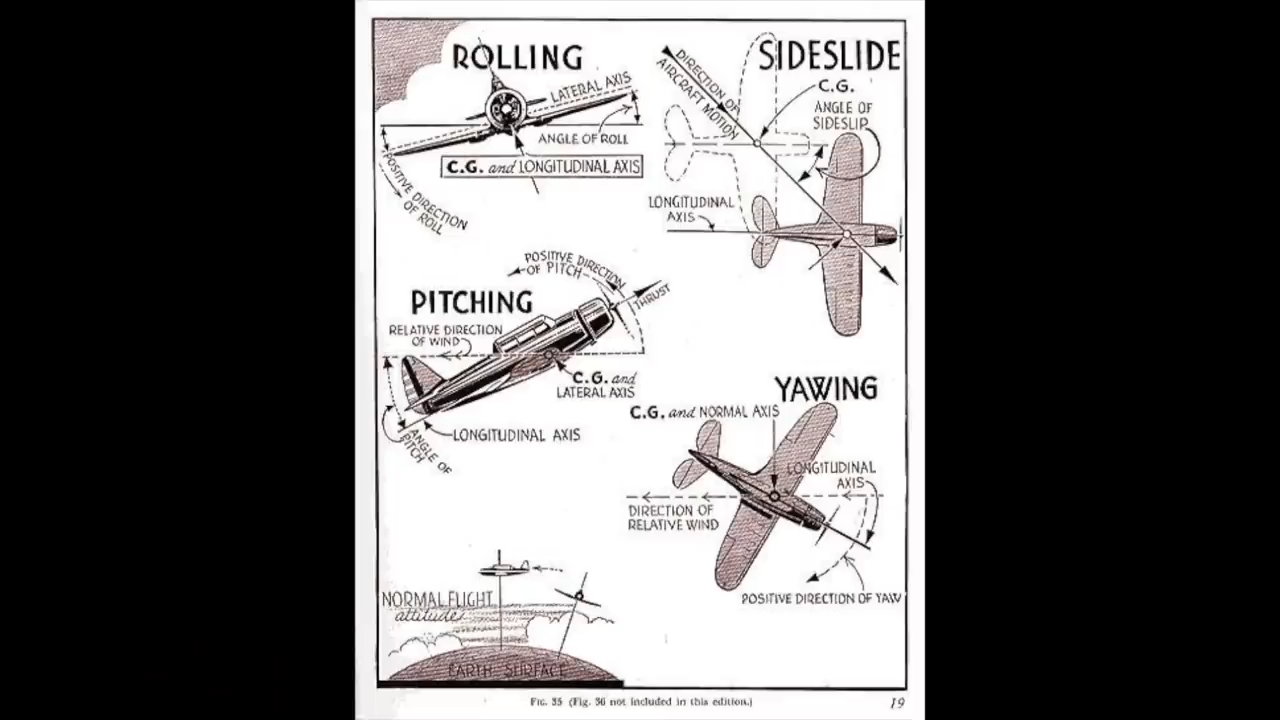 ROLLING
LATERAL AXIS
ANGLE OF ROLL
C.G. and LONGITUDINAL AXIS
POSITIVE DIRECTION
OF ROLL
SIDESLIDE
DIRECTION OF
AIRCRAFT MOTION
C.G.
ANGLE OF
SIDESLIP
LONGITUDINAL
AXIS
POSITIVE DIRECTION
OF PITCH
THRUST
PITCHING
RELATIVE DIRECTION
OF WIND
C.G. and
LATERAL AXIS
LONGITUDINAL AXIS
ANGLE OF
PITCH
YAWING
C.G. and NORMAL AXIS
LONGITUDINAL
AXIS
DIRECTION OF
RELATIVE WIND
POSITIVE DIRECTION OF YAW
NORMAL FLIGHT
attitude
EARTH SURFACE
FIG. 35 (Fig. 36 not included in this edition.)
19